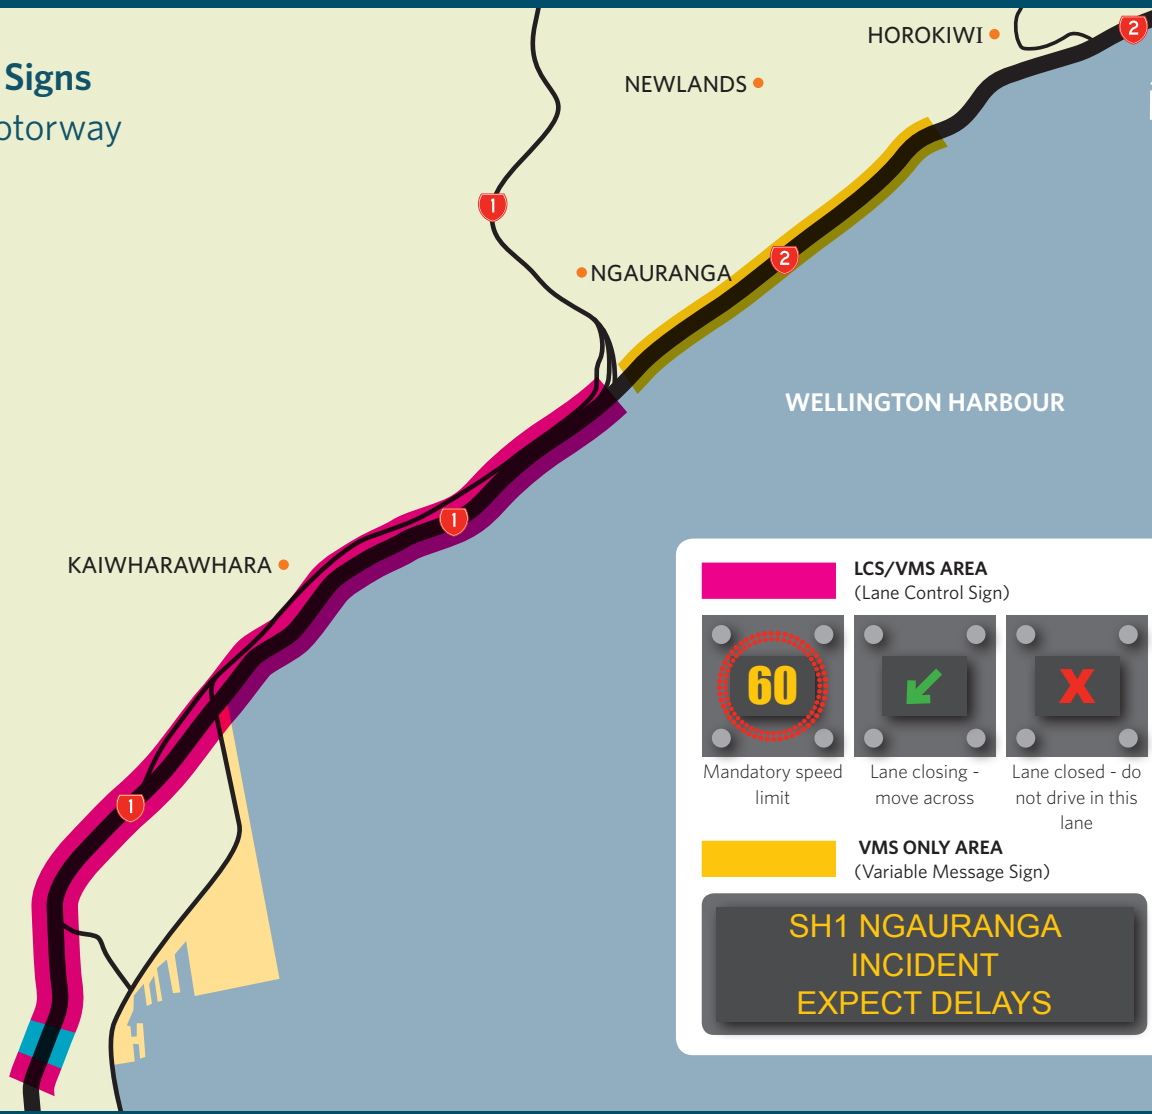 Signs
otorway
HOROKIWI
2
NEWLANDS
1
NGAURANGA
2
WELLINGTON HARBOUR
1
KAIWHARAWHARA
1
LCS/VMS AREA
(Lane Control Sign)
60
X
Mandatory speed
limit
Lane closing -
move across
Lane closed - do
not drive in this
lane
VMS ONLY AREA
(Variable Message Sign)
SH1 NGAURANGA
INCIDENT
EXPECT DELAYS